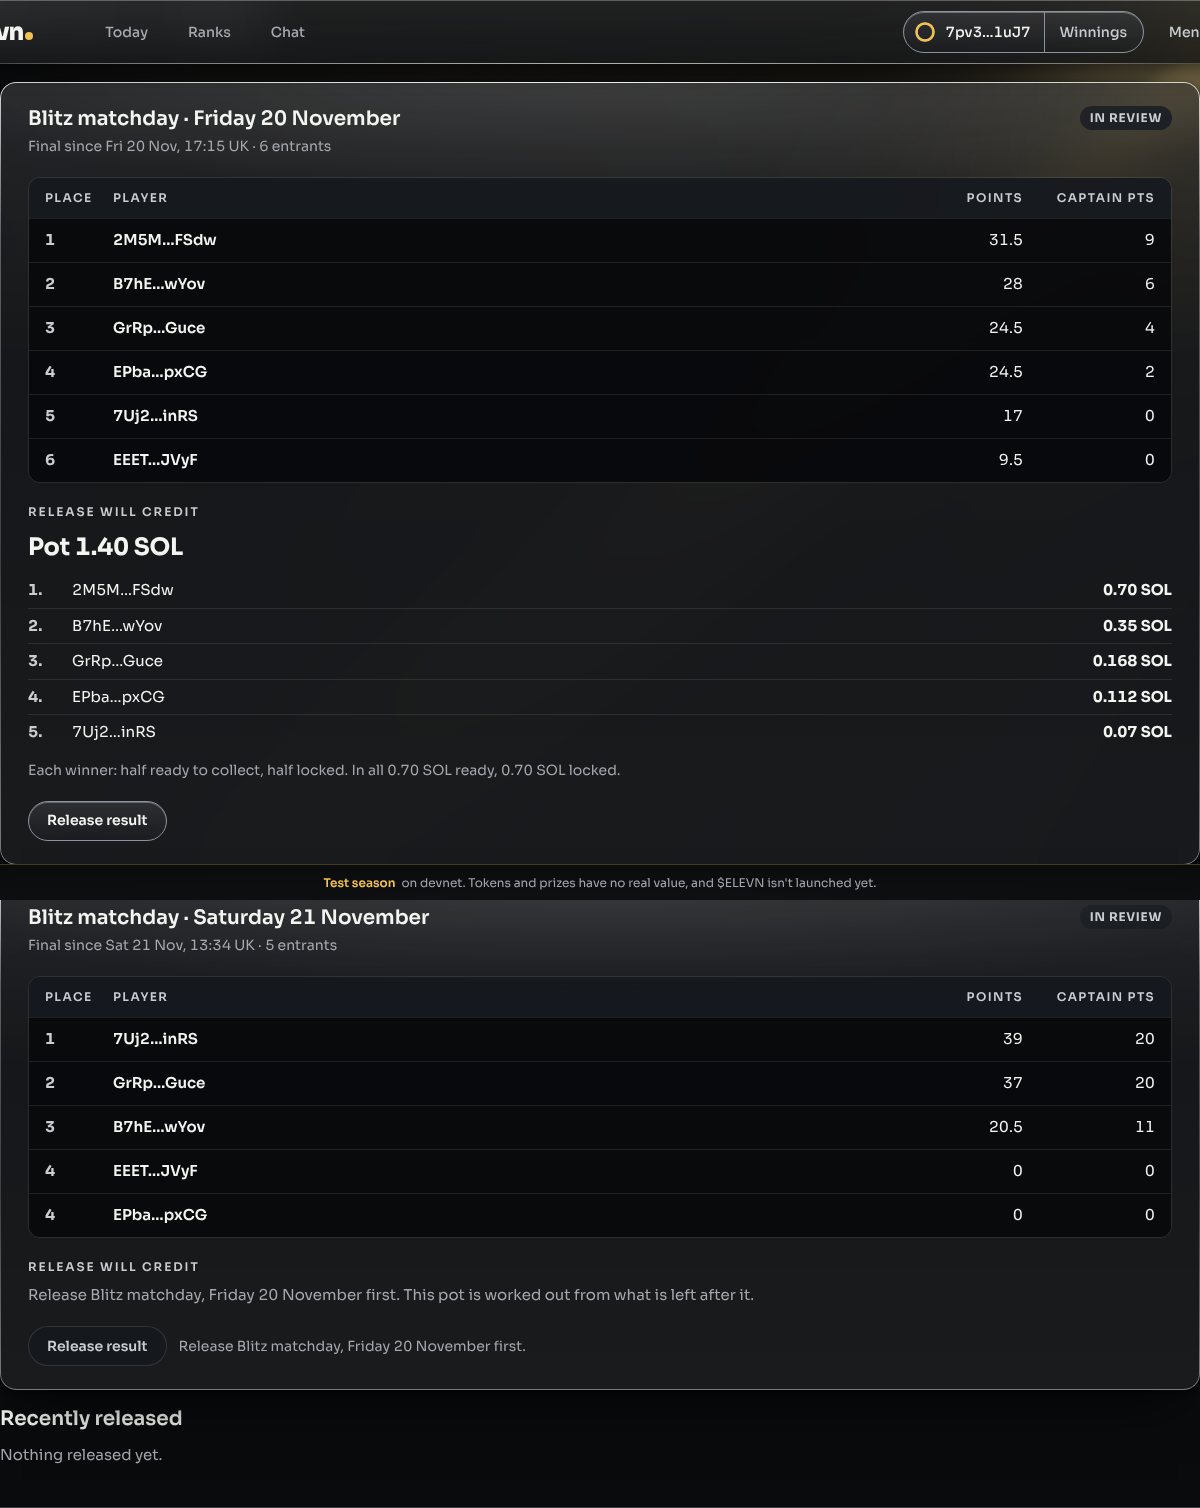 vn.
Today Ranks Chat 7pv3...1uJ7 Winnings Men
Blitz matchday · Friday 20 November IN REVIEW
Final since Fri 20 Nov, 17:15 UK · 6 entrants
PLACE PLAYER POINTS CAPTAIN PTS
1 2M5M...FSdw 31.5 9
2 B7hE...wYov 28 6
3 GrRp...Guce 24.5 4
4 EPba...pxCG 24.5 2
5 7Uj2...inRS 17 0
6 EEET...JVyF 9.5 0
RELEASE WILL CREDIT
Pot 1.40 SOL
1. 2M5M...FSdw 0.70 SOL
2. B7hE...wYov 0.35 SOL
3. GrRp...Guce 0.168 SOL
4. EPba...pxCG 0.112 SOL
5. 7Uj2...inRS 0.07 SOL
Each winner: half ready to collect, half locked. In all 0.70 SOL ready, 0.70 SOL locked.
Release result
Test season on devnet. Tokens and prizes have no real value, and $ELEVN isn't launched yet.
Blitz matchday · Saturday 21 November IN REVIEW
Final since Sat 21 Nov, 13:34 UK · 5 entrants
PLACE PLAYER POINTS CAPTAIN PTS
1 7Uj2...inRS 39 20
2 GrRp...Guce 37 20
3 B7hE...wYov 20.5 11
4 EEET...JVyF 0 0
4 EPba...pxCG 0 0
RELEASE WILL CREDIT
Release Blitz matchday, Friday 20 November first. This pot is worked out from what is left after it.
Release result Release Blitz matchday, Friday 20 November first.
Recently released
Nothing released yet.